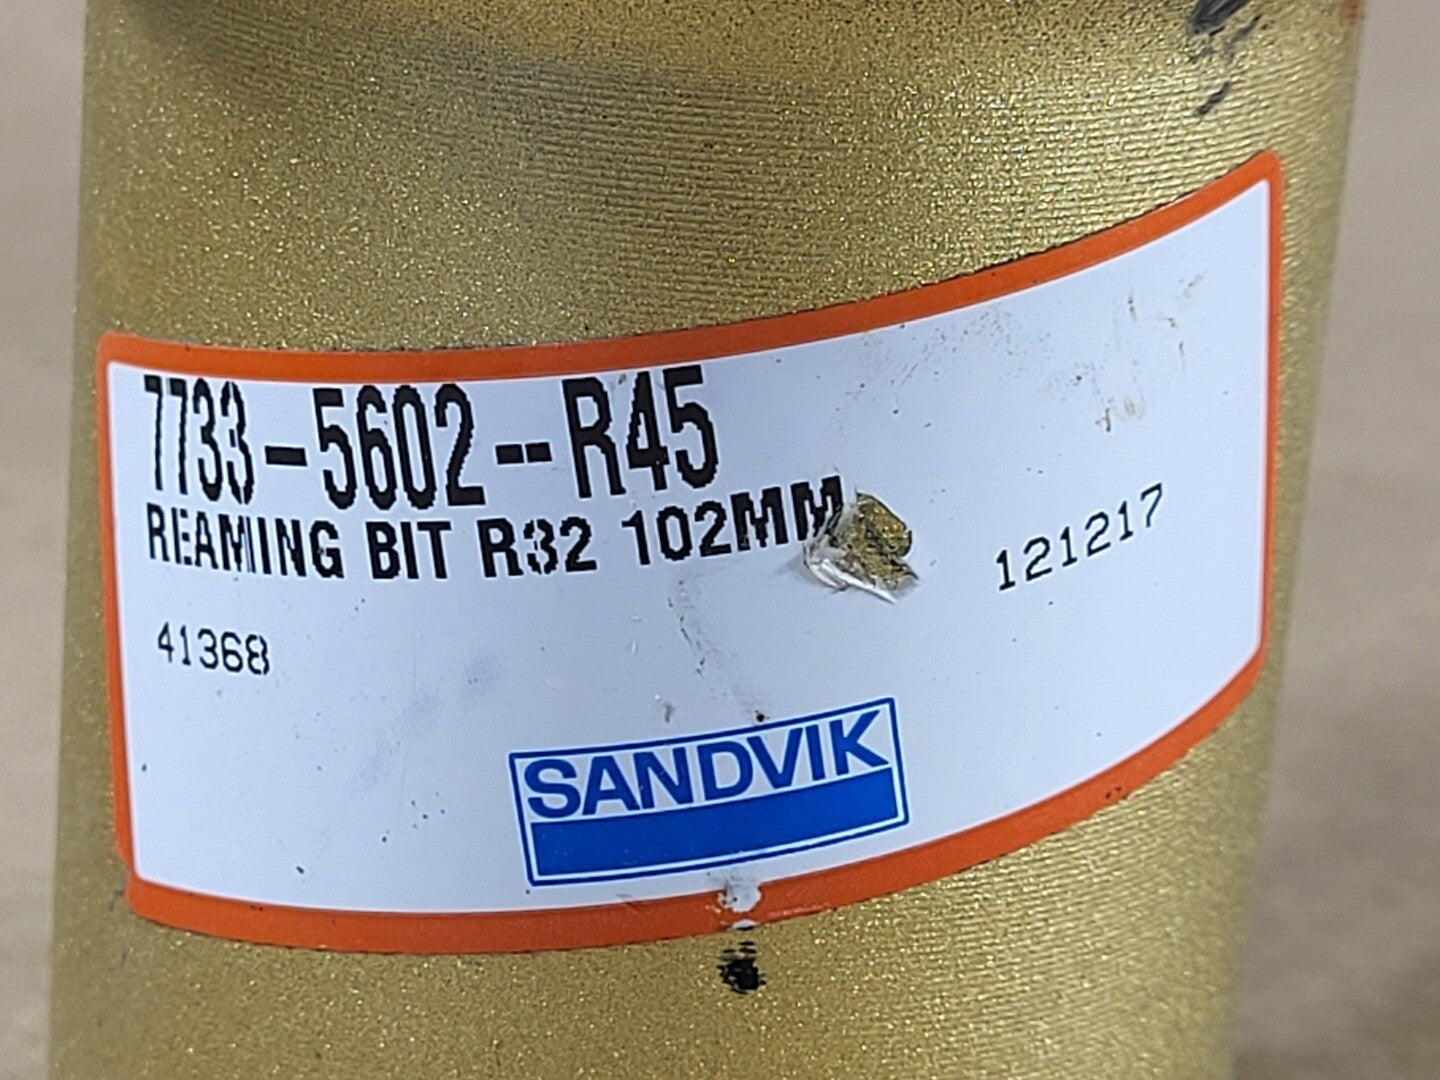 7733-5602--R45
REAMING BIT R32 102MM
121217
41368
SANDVIK